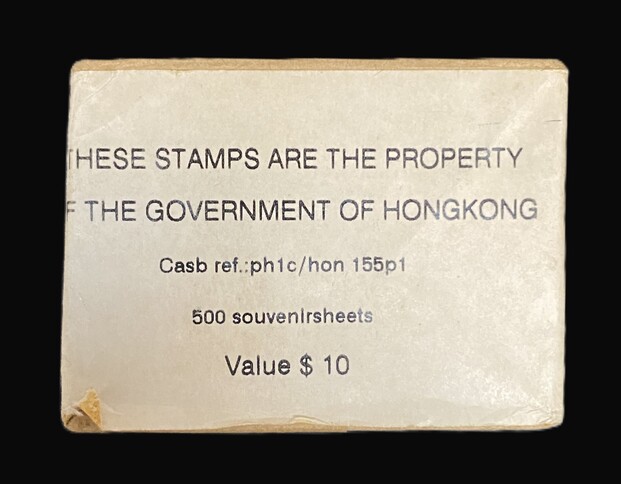 THESE STAMPS ARE THE PROPERTY
F THE GOVERNMENT OF HONGKONG
Casb ref.:ph1c/hon 155p1
500 souvenirsheets
Value $ 10